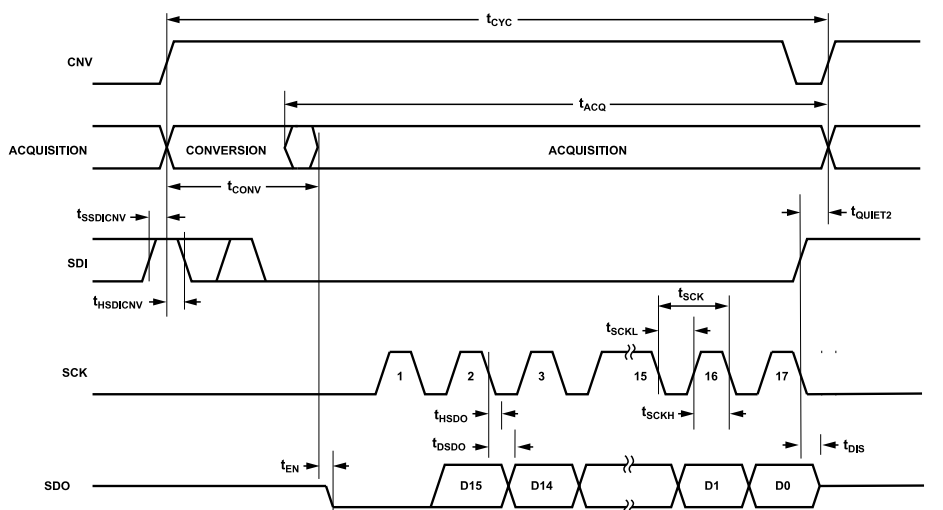 tCYC
CNV
tACQ
ACQUISITION CONVERSION ACQUISITION
tCONV
tSSDICNV
tQUIET2
SDI
tHSDICNV
tSCK
tSCKL
SCK 1 2 3 15 16 17
tHSDO
tSCKH
tDSDO
tDIS
tEN
SDO D15 D14 D1 D0